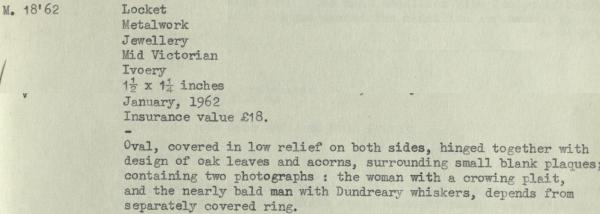 M. 18'62 Locket
Metalwork
Jewellery
Mid Victorian
Ivoery
1½ x 1¼ inches
January, 1962
Insurance value £18.
-
Oval, covered in low relief on both sides, hinged together with
design of oak leaves and acorns, surrounding small blank plaques;
containing two photographs : the woman with a crowing plait,
and the nearly bald man with Dundreary whiskers, depends from
separately covered ring.